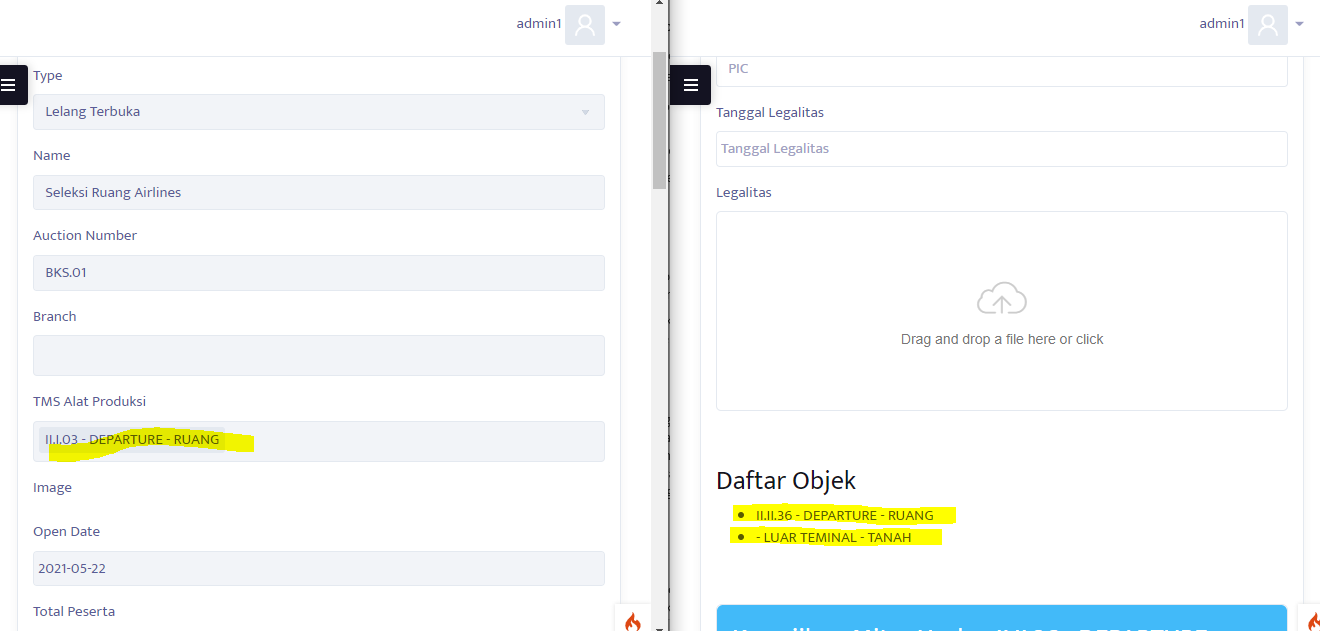 admin1
Type
Lelang Terbuka
Name
Seleksi Ruang Airlines
Auction Number
BKS.01
Branch
TMS Alat Produksi
II.I.03 - DEPARTURE - RUANG
Image
Open Date
2021-05-22
Total Peserta
admin1
PIC
Tanggal Legalitas
Tanggal Legalitas
Legalitas
Drag and drop a file here or click
Daftar Objek
II.II.36 - DEPARTURE - RUANG
- LUAR TEMINAL - TANAH